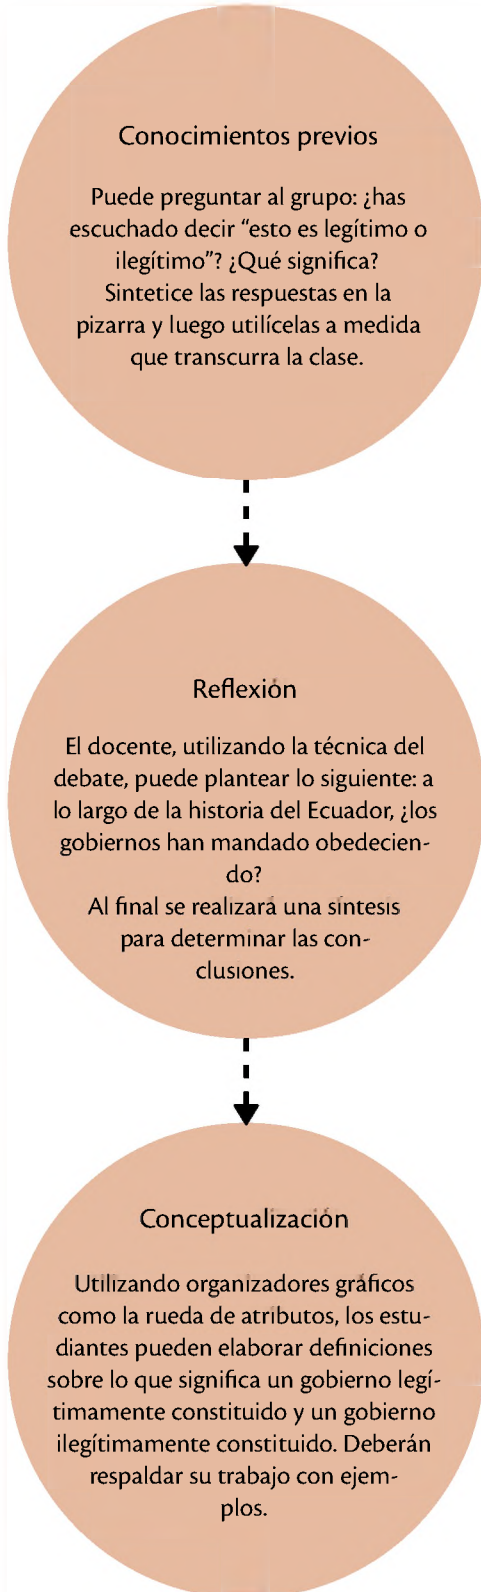 Conocimientos previos
Puede preguntar al grupo: ¿has
escuchado decir “esto es legítimo o
ilegítimo”? ¿Qué significa?
Sintetice las respuestas en la
pizarra y luego utilícelas a medida
que transcurra la clase.
Reflexión
El docente, utilizando la técnica del
debate, puede plantear lo siguiente: a
lo largo de la historia del Ecuador, ¿los
gobiernos han mandado obedecien-
do?
Al final se realizará una síntesis
para determinar las con-
clusiones.
Conceptualización
Utilizando organizadores gráficos
como la rueda de atributos, los estu-
diantes pueden elaborar definiciones
sobre lo que significa un gobierno legí-
timamente constituido y un gobierno
ilegítimamente constituido. Deberán
respaldar su trabajo con ejem-
plos.